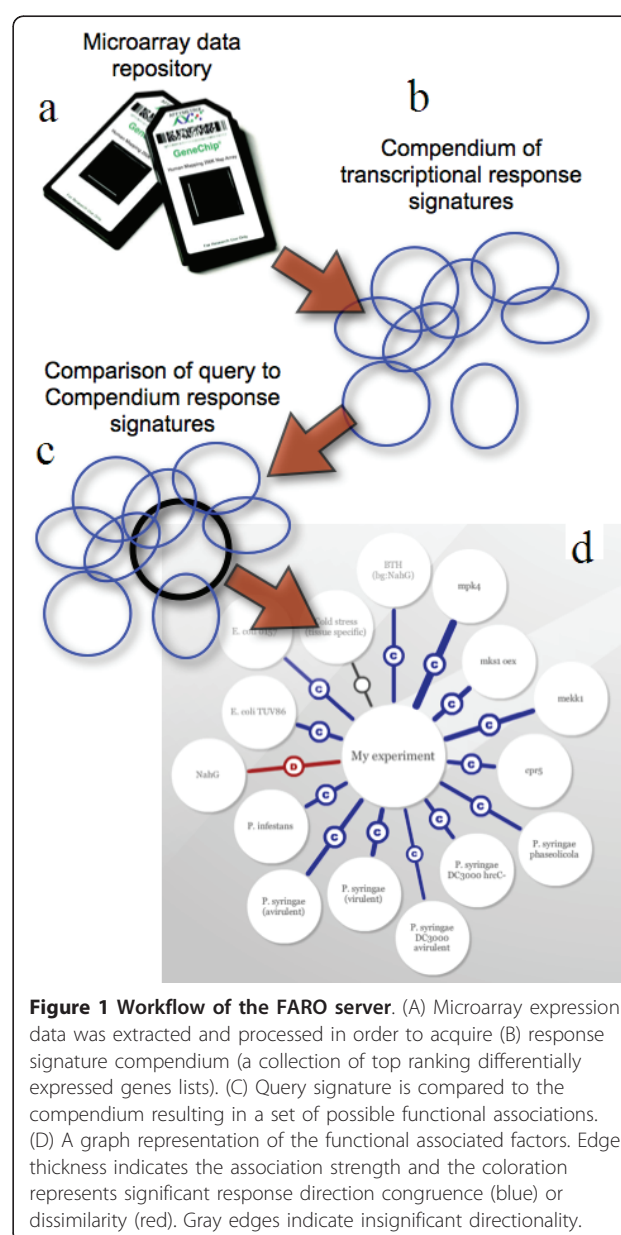 Microarray data
repository
a
GeneChip®
GeneChip®
b
Compendium of
transcriptional response
signatures
Comparison of query to
Compendium response
signatures
c
d
BTH
(bg:NahG)
mpk4
Cold stress
(tissue specific)
E. coli
mks1 oex
mekk1
E. coli TUV86
My experiment
NahG
cpr5
P. infestans
P. syringae
phaseolicola
P. syringae
DC3000 hrcC-
P. syringae
(avirulent)
P. syringae
(virulent)
P. syringae
DC3000
avirulent
C
C
C
C
C
C
C
C
C
C
C
C
D
Figure 1 Workflow of the FARO server. (A) Microarray expression
data was extracted and processed in order to acquire (B) response
signature compendium (a collection of top ranking differentially
expressed genes lists). (C) Query signature is compared to the
compendium resulting in a set of possible functional associations.
(D) A graph representation of the functional associated factors. Edge
thickness indicates the association strength and the coloration
represents significant response direction congruence (blue) or
dissimilarity (red). Gray edges indicate insignificant directionality.